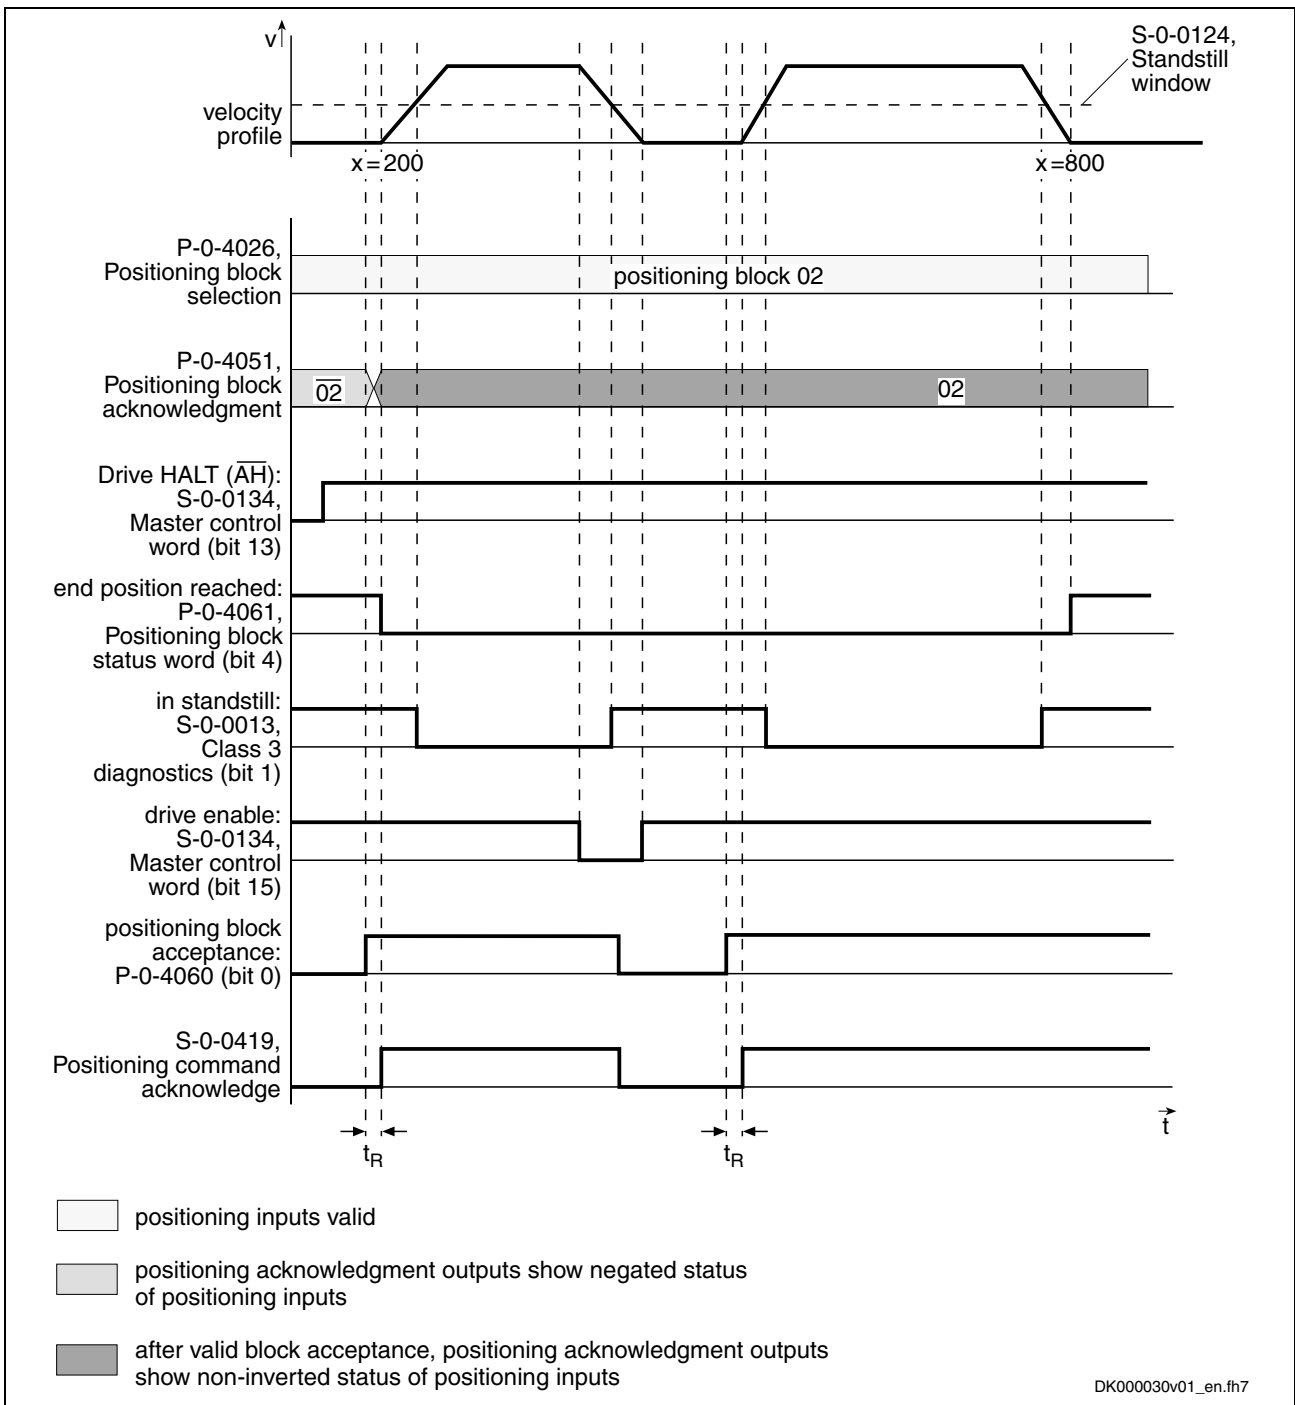 v
S-0-0124,
Standstill
window
velocity
profile
x=200
x=800
P-0-4026,
Positioning block
selection
positioning block 02
P-0-4051,
Positioning block
acknowledgment
0̅2̅
02
Drive HALT (A̅H̅):
S-0-0134,
Master control
word (bit 13)
end position reached:
P-0-4061,
Positioning block
status word (bit 4)
in standstill:
S-0-0013,
Class 3
diagnostics (bit 1)
drive enable:
S-0-0134,
Master control
word (bit 15)
positioning block
acceptance:
P-0-4060 (bit 0)
S-0-0419,
Positioning command
acknowledge
t
tR
tR
positioning inputs valid
positioning acknowledgment outputs show negated status
of positioning inputs
after valid block acceptance, positioning acknowledgment outputs
show non-inverted status of positioning inputs
DK000030v01_en.fh7